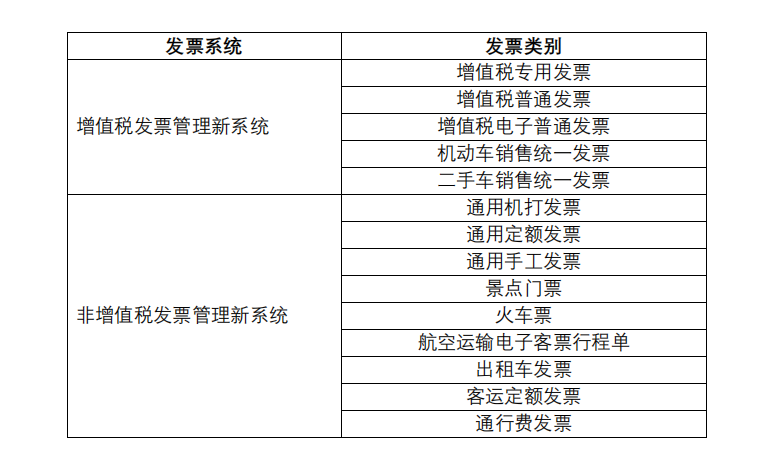 发票系统 发票类别
增值税发票管理新系统
增值税专用发票
增值税普通发票
增值税电子普通发票
机动车销售统一发票
二手车销售统一发票
非增值税发票管理新系统
通用机打发票
通用定额发票
通用手工发票
景点门票
火车票
航空运输电子客票行程单
出租车发票
客运定额发票
通行费发票